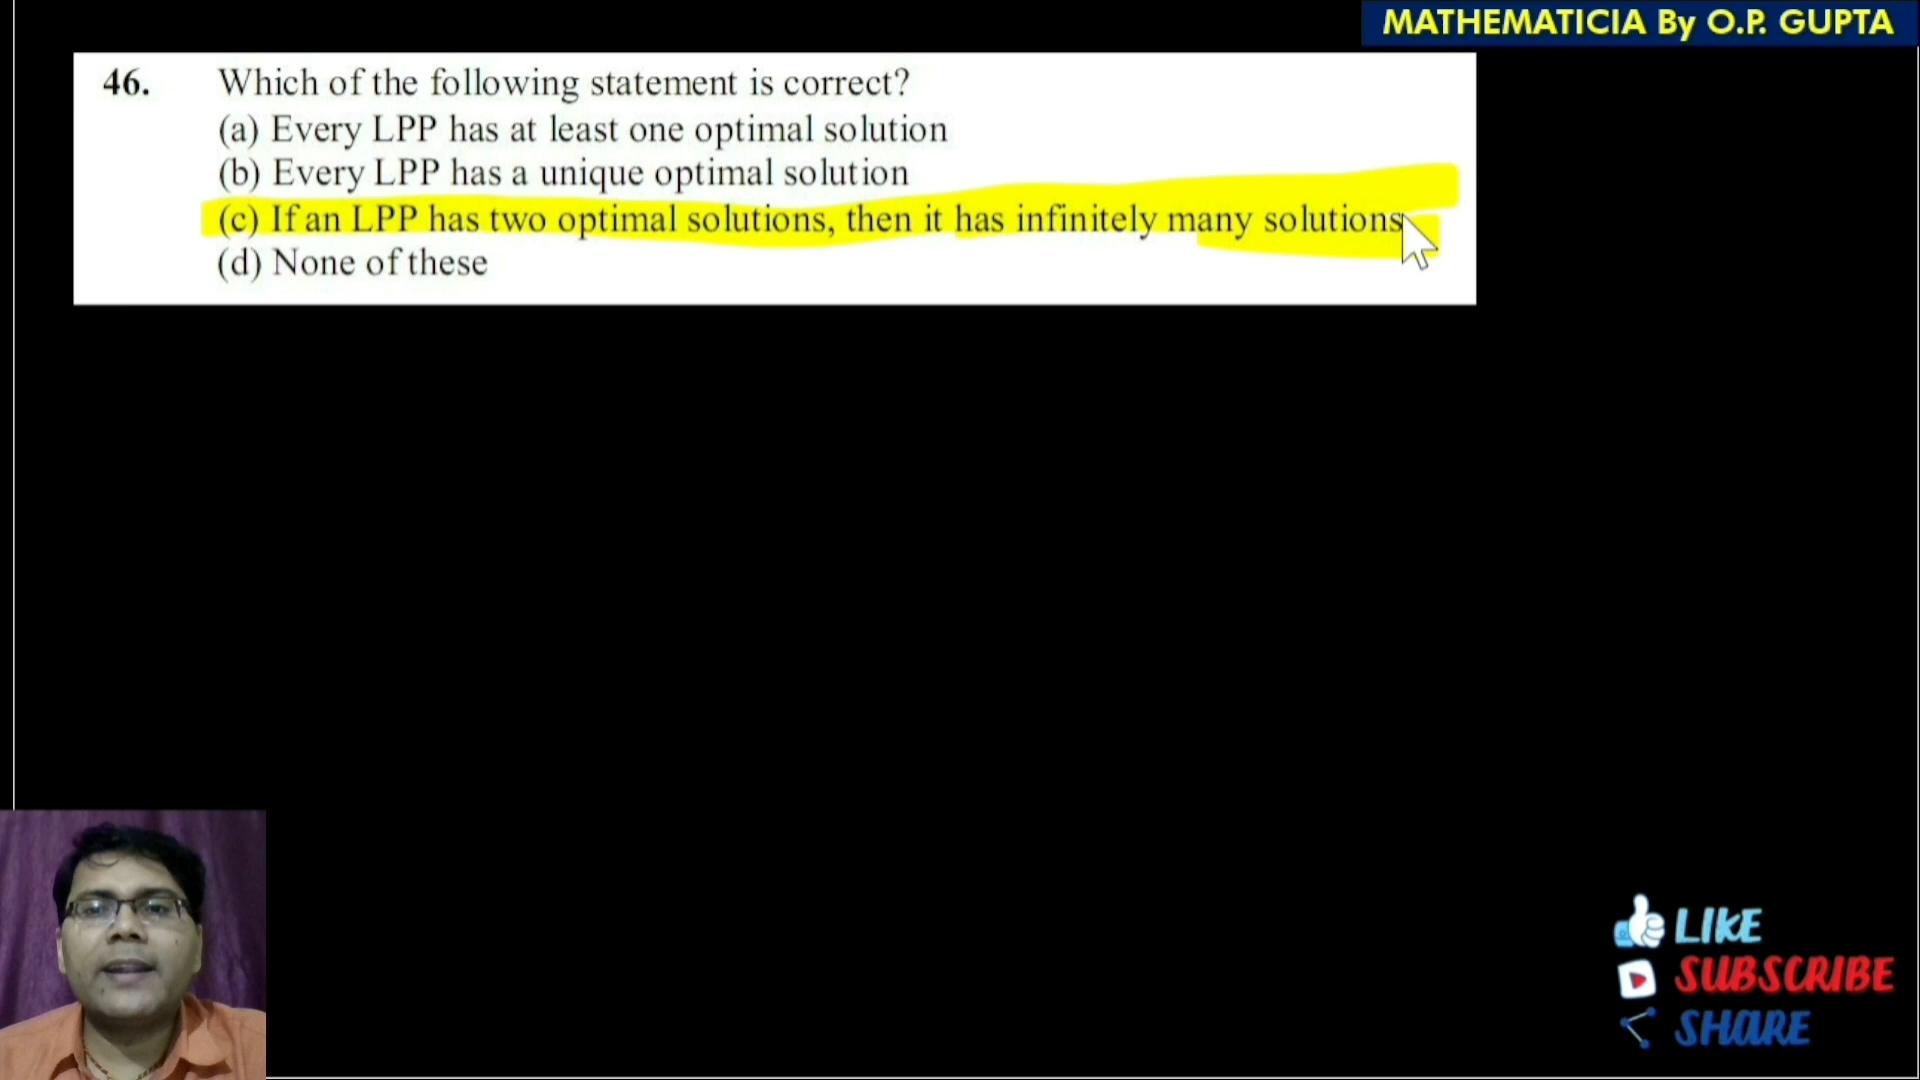 MATHEMATICIA By O.P. GUPTA
46. Which of the following statement is correct?
(a) Every LPP has at least one optimal solution
(b) Every LPP has a unique optimal solution
(c) If an LPP has two optimal solutions, then it has infinitely many solutions
(d) None of these
LIKE
SUBSCRIBE
SHARE